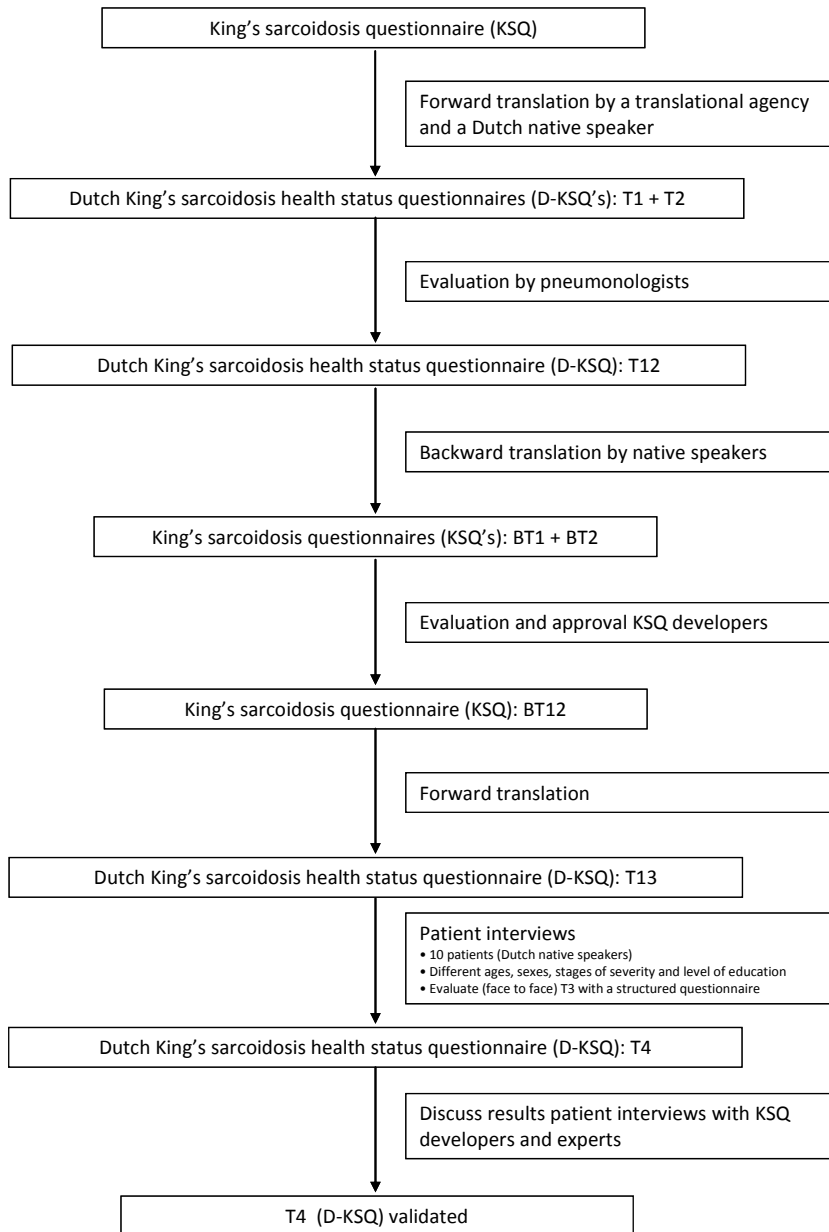 King's sarcoidosis questionnaire (KSQ)
Forward translation by a translational agency
and a Dutch native speaker
Dutch King's sarcoidosis health status questionnaires (D-KSQ's): T1 + T2
Evaluation by pneumonologists
Dutch King's sarcoidosis health status questionnaire (D-KSQ): T12
Backward translation by native speakers
King's sarcoidosis questionnaires (KSQ's): BT1 + BT2
Evaluation and approval KSQ developers
King's sarcoidosis questionnaire (KSQ): BT12
Forward translation
Dutch King's sarcoidosis health status questionnaire (D-KSQ): T13
Patient interviews
• 10 patients (Dutch native speakers)
• Different ages, sexes, stages of severity and level of education
• Evaluate (face to face) T3 with a structured questionnaire
Dutch King's sarcoidosis health status questionnaire (D-KSQ): T4
Discuss results patient interviews with KSQ
developers and experts
T4 (D-KSQ) validated